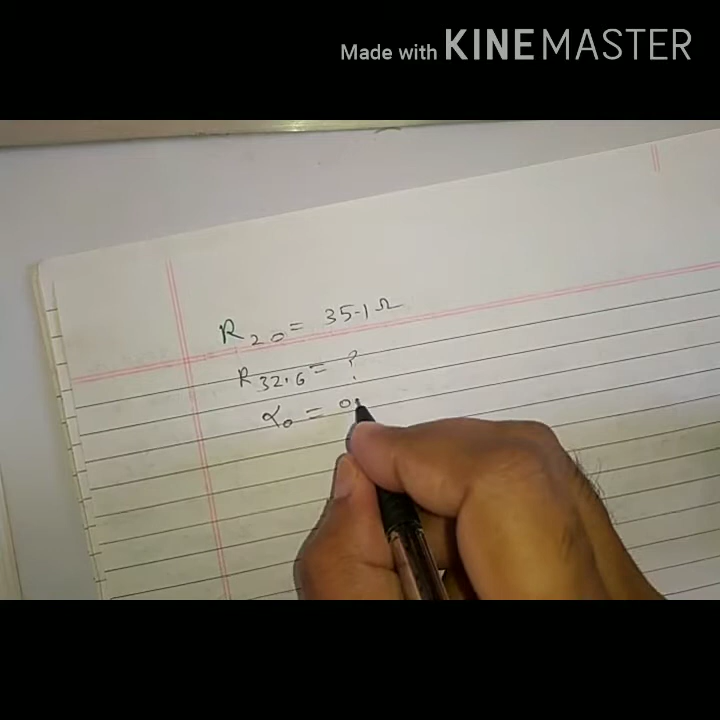 Made with KINEMASTER
R₂₀ = 35.1 Ω
R₃₂.₆ = ?
α₀ = 0.